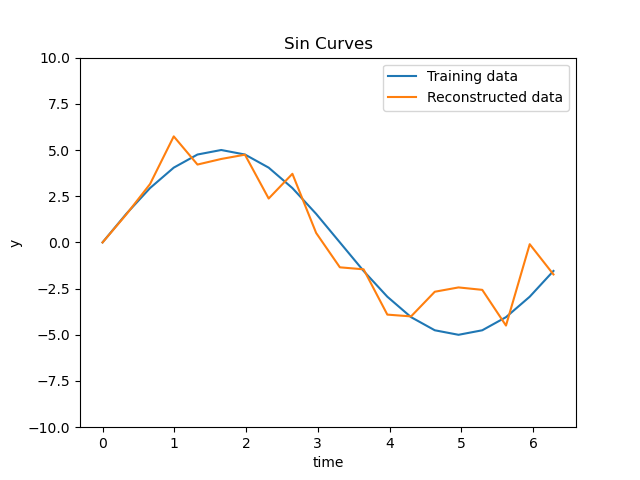 Sin Curves
Training data
Reconstructed data
10.0
7.5
5.0
2.5
0.0
−2.5
−5.0
−7.5
−10.0
y
0 1 2 3 4 5 6
time